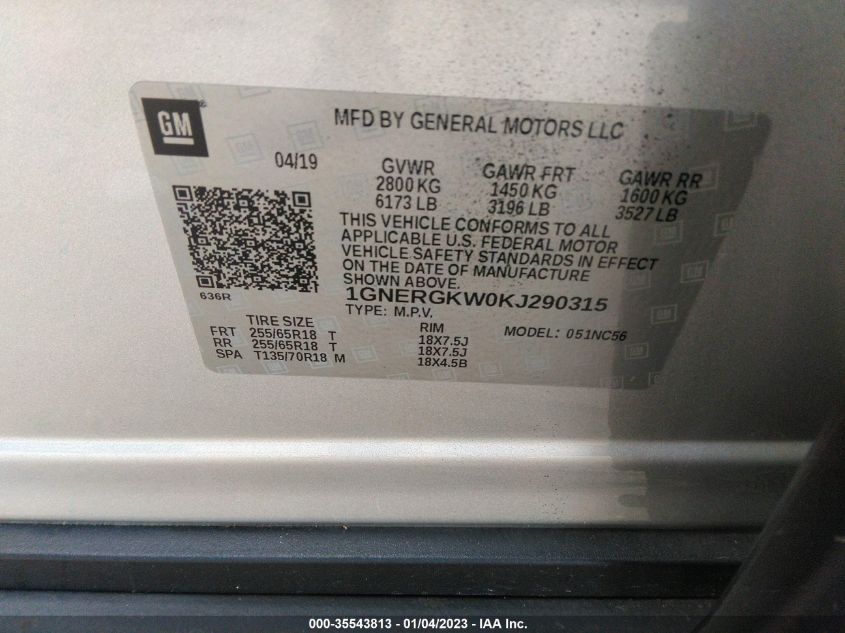 GM ®
MFD BY GENERAL MOTORS LLC
04/19 GVWR GAWR FRT GAWR RR
2800 KG 1450 KG 1600 KG
6173 LB 3196 LB 3527 LB
THIS VEHICLE CONFORMS TO ALL
APPLICABLE U.S. FEDERAL MOTOR
VEHICLE SAFETY STANDARDS IN EFFECT
ON THE DATE OF MANUFACTURE
SHOWN ABOVE.
636R
1GNERGKW0KJ290315
TYPE: M.P.V. MODEL: 051NC56
TIRE SIZE RIM
FRT 255/65R18 T 18X7.5J
RR 255/65R18 T 18X7.5J
SPA T135/70R18 M 18X4.5B
000-35543813 - 01/04/2023 - IAA Inc.